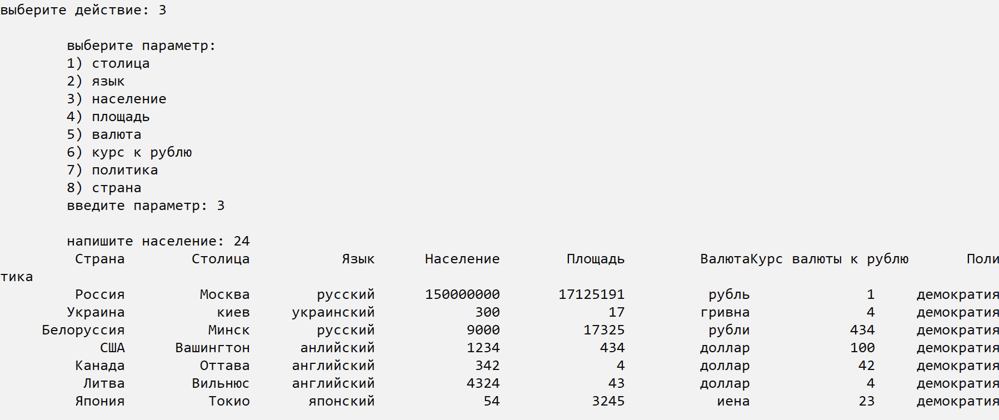 выберите действие: 3
выберите параметр:
1) столица
2) язык
3) население
4) площадь
5) валюта
6) курс к рублю
7) политика
8) страна
введите параметр: 3
напишите население: 24
Страна Столица Язык Население Площадь ВалютаКурс валюты к рублю Поли
тика
Россия Москва русский 150000000 17125191 рубль 1 демократия
Украина киев украинский 300 17 гривна 4 демократия
Белоруссия Минск русский 9000 17325 рубли 434 демократия
США Вашингтон анлийский 1234 434 доллар 100 демократия
Канада Оттава английский 342 4 доллар 42 демократия
Литва Вильнюс английский 4324 43 доллар 4 демократия
Япония Токио японский 54 3245 иена 23 демократия